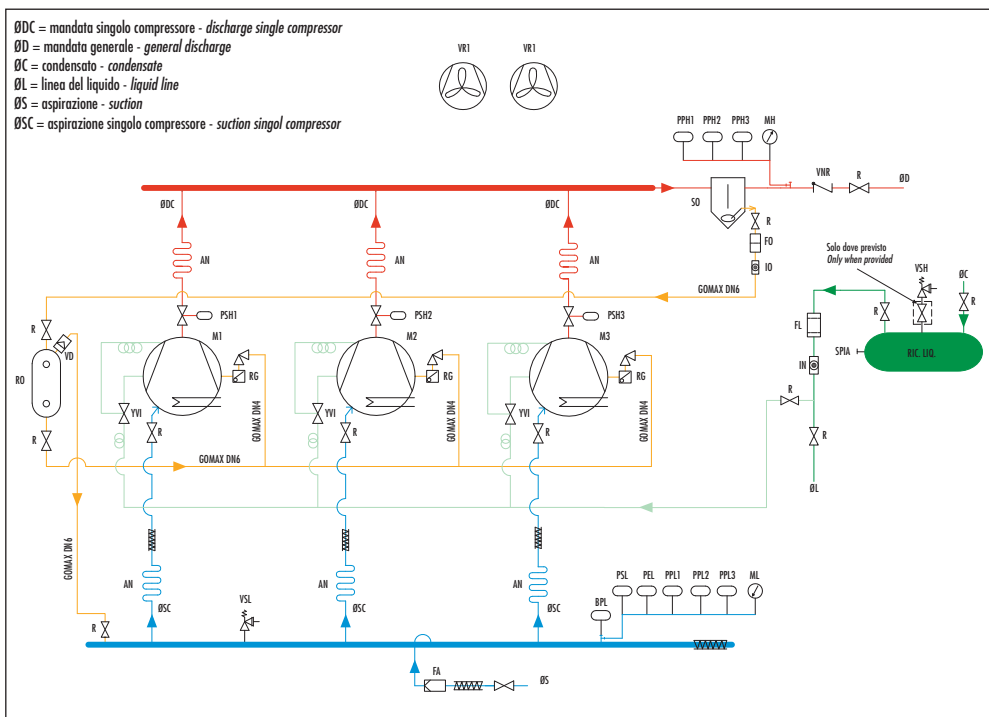 ØDC = mandata singolo compressore - discharge single compressor
ØD = mandata generale - general discharge
ØC = condensato - condensate
ØL = linea del liquido - liquid line
ØS = aspirazione - suction
ØSC = aspirazione singolo compressore - suction singol compressor
VR1 VR1
PPH1 PPH2 PPH3 MH
VNR R ØD
ØDC ØDC ØDC
SO R
FO
IO
Solo dove previsto
Only when provided
VSH ØC
AN AN AN
GOMAX DN6
R R R
PSH1 PSH2 PSH3
FL
R VD M1 M2 M3
RIC. LIQ.
SPIA
IN
RO RG RG RG
R
YVI YVI YVI
R R R R R
GOMAX DN4 GOMAX DN4 GOMAX DN4
GOMAX DN6
ØL
GOMAX DN6
AN AN AN
PSL PEL PPL1 PPL2 PPL3 ML
BPL
ØSC ØSC ØSC
VSL
R
FA ØS